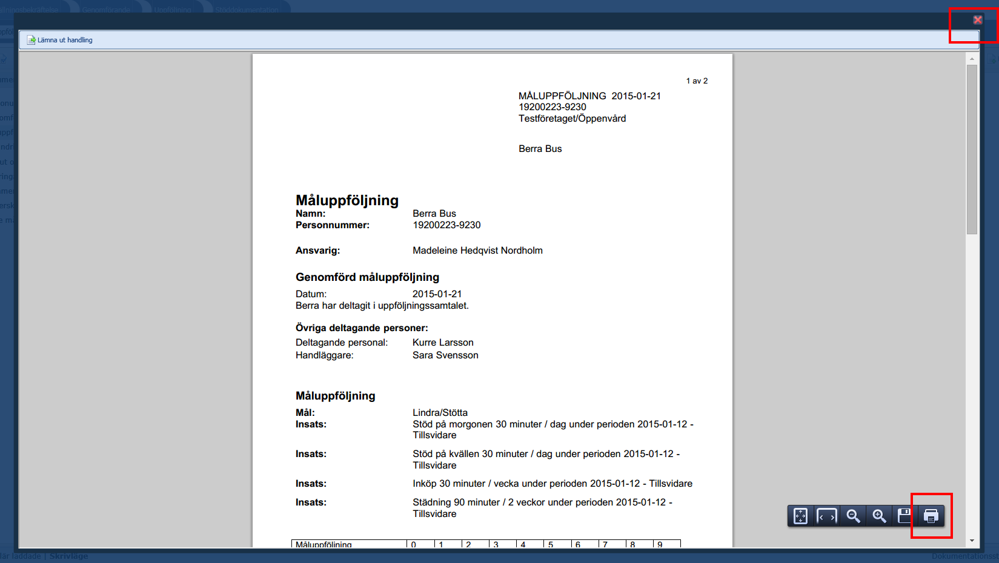 Genomförande Uppföljning Stöddokumentation
Lämna ut handling
1 av 2
MÅLUPPFÖLJNING 2015-01-21
19200223-9230
Testföretaget/Öppenvård
Berra Bus
Måluppföljning
Namn: Berra Bus
Personnummer: 19200223-9230
Ansvarig: Madeleine Hedqvist Nordholm
Genomförd måluppföljning
Datum: 2015-01-21
Berra har deltagit i uppföljningssamtalet.
Övriga deltagande personer:
Deltagande personal: Kurre Larsson
Handläggare: Sara Svensson
Måluppföljning
Mål: Lindra/Stötta
Insats: Stöd på morgonen 30 minuter / dag under perioden 2015-01-12 -
Tillsvidare
Insats: Stöd på kvällen 30 minuter / dag under perioden 2015-01-12 -
Tillsvidare
Insats: Inköp 30 minuter / vecka under perioden 2015-01-12 - Tillsvidare
Insats: Städning 90 minuter / 2 veckor under perioden 2015-01-12 -
Tillsvidare
Måluppföljning 0 1 2 3 4 5 6 7 8 9
är laddade | Skrivläge
Dokumentationsst